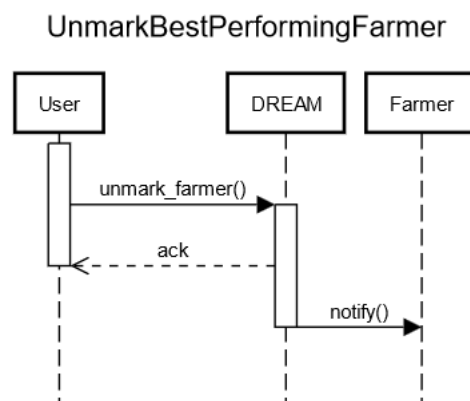 UnmarkBestPerformingFarmer
User
DREAM
Farmer
unmark_farmer()
ack
notify()